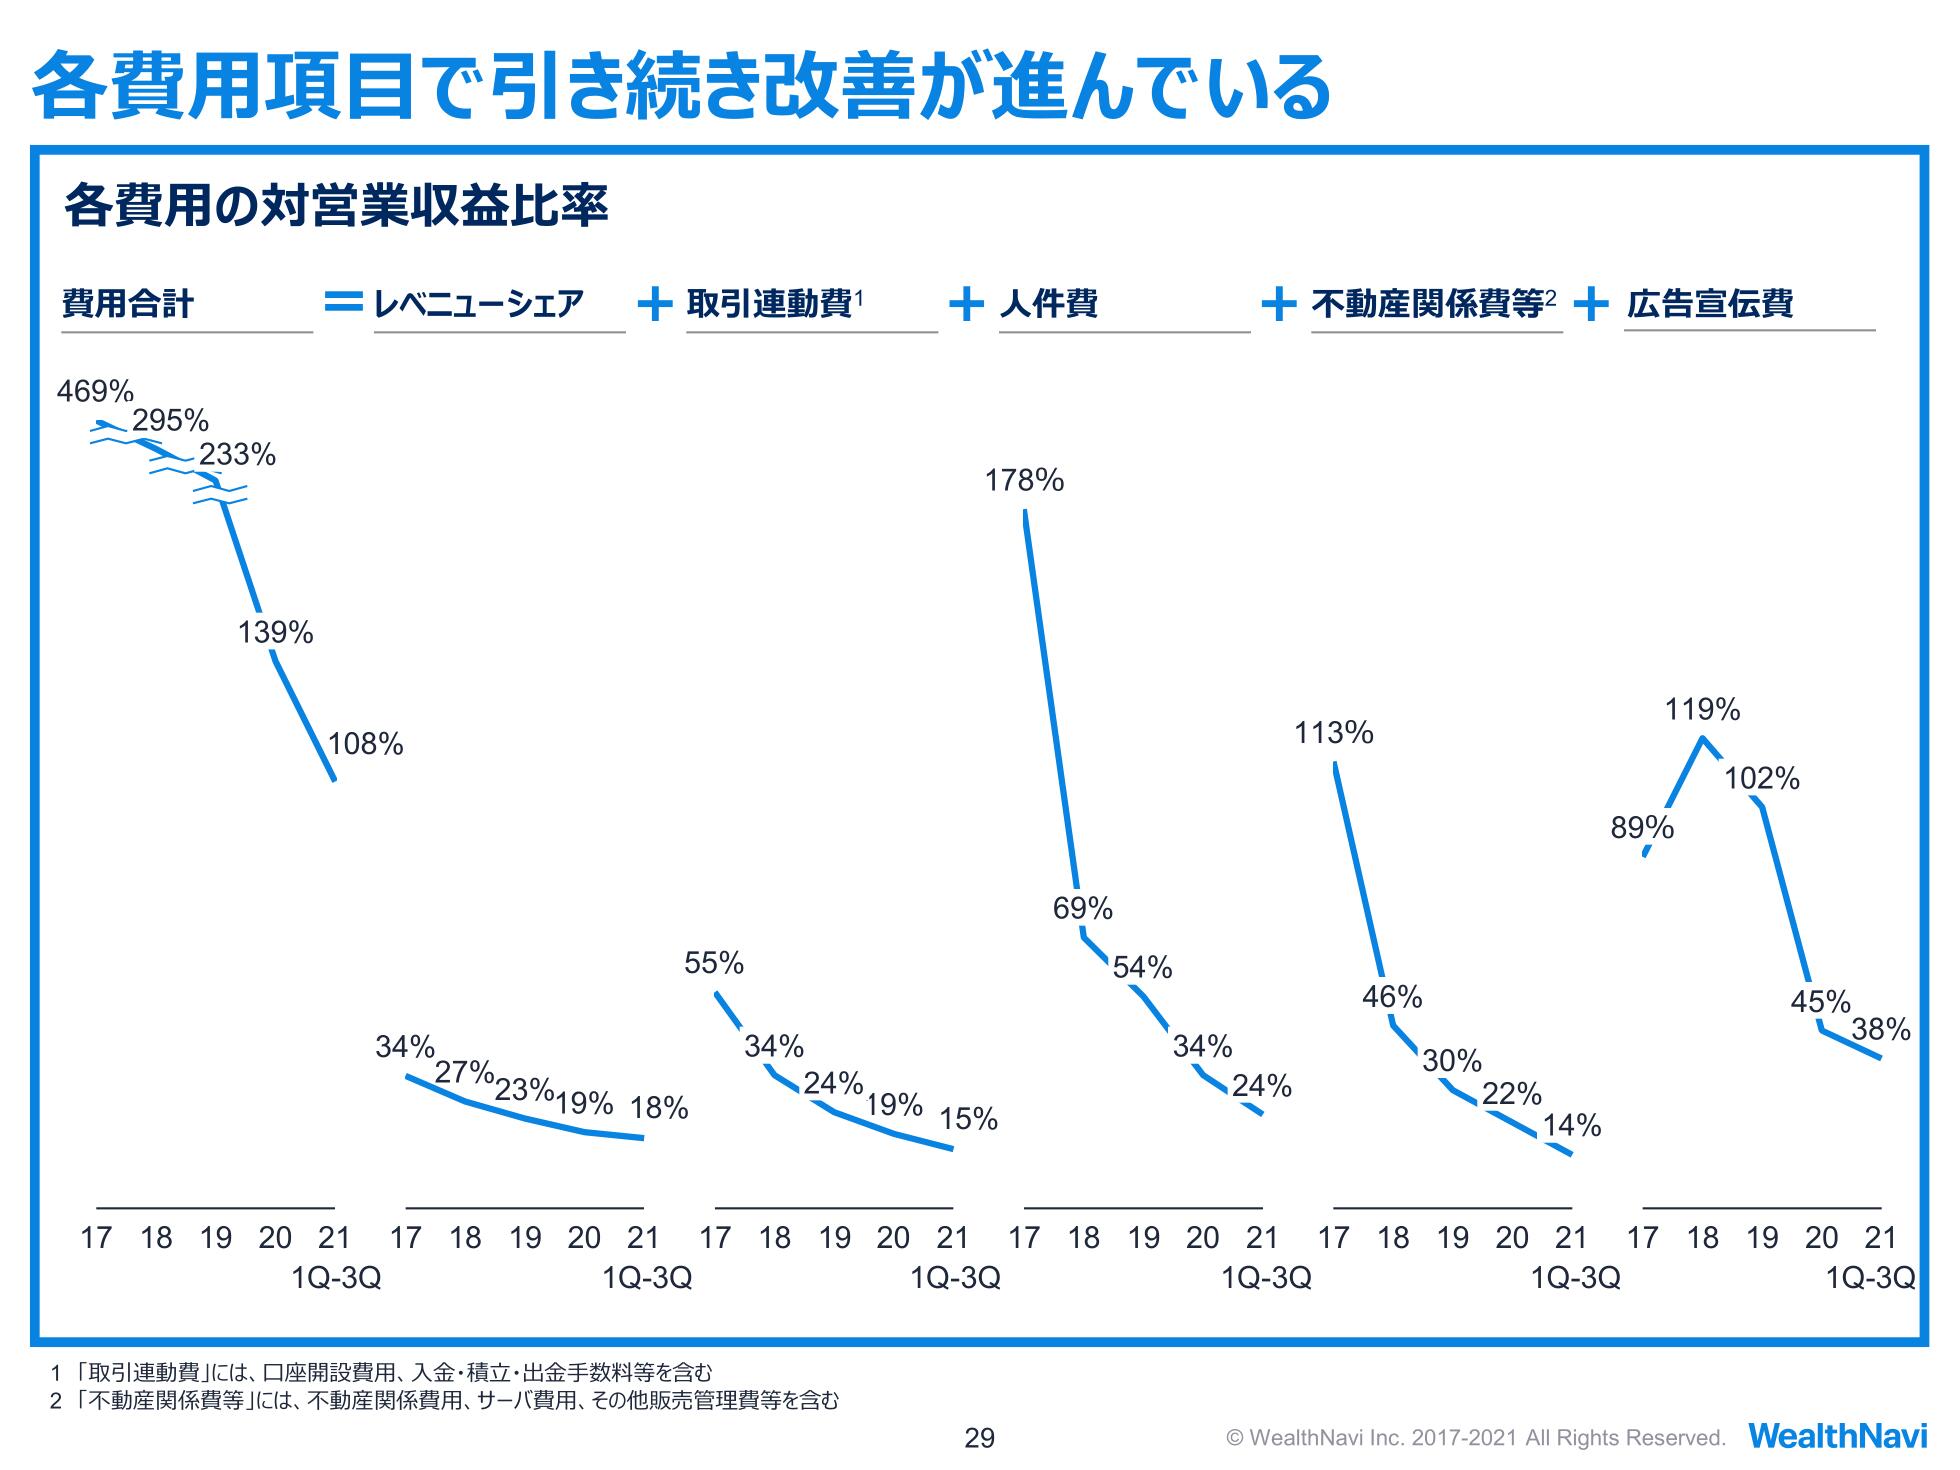 各費用項目で引き続き改善が進んでいる
各費用の対営業収益比率
費用合計 = レベニューシェア + 取引連動費1 + 人件費 + 不動産関係費等2 + 広告宣伝費
469%
295%
233%
139%
108%
17 18 19 20 21
1Q-3Q
34%
27%
23%
19%
18%
17 18 19 20 21
1Q-3Q
55%
34%
24%
19%
15%
17 18 19 20 21
1Q-3Q
178%
69%
54%
34%
24%
17 18 19 20 21
1Q-3Q
113%
46%
30%
22%
14%
17 18 19 20 21
1Q-3Q
89%
119%
102%
45%
38%
17 18 19 20 21
1Q-3Q
1 「取引連動費」には、口座開設費用、入金・積立・出金手数料等を含む
2 「不動産関係費等」には、不動産関係費用、サーバ費用、その他販売管理費等を含む
29
© WealthNavi Inc. 2017-2021 All Rights Reserved.
WealthNavi